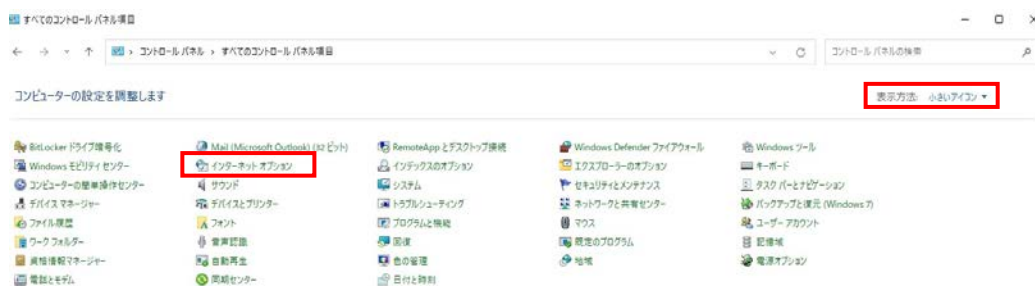 すべてのコントロール パネル項目
コントロール パネル › すべてのコントロール パネル項目
コントロール パネルの検索
コンピューターの設定を調整します
表示方法: 小さいアイコン
BitLocker ドライブ暗号化
Mail (Microsoft Outlook) (32 ビット)
RemoteApp とデスクトップ接続
Windows Defender ファイアウォール
Windows ツール
Windows モビリティ センター
インターネット オプション
インデックスのオプション
エクスプローラーのオプション
キーボード
コンピューターの簡単操作センター
サウンド
システム
セキュリティとメンテナンス
タスク バーとナビゲーション
デバイス マネージャー
デバイスとプリンター
トラブルシューティング
ネットワークと共有センター
バックアップと復元 (Windows 7)
ファイル履歴
フォント
プログラムと機能
マウス
ユーザー アカウント
ワーク フォルダー
音声認識
回復
既定のプログラム
記憶域
資格情報マネージャー
自動再生
色の管理
地域
電源オプション
電話とモデム
同期センター
日付と時刻